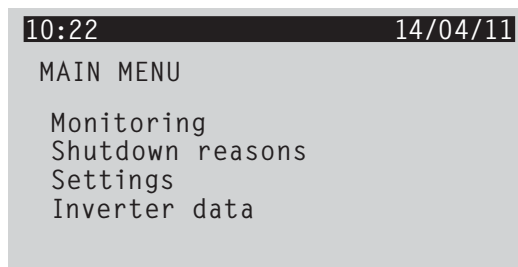 10:22 14/04/11
MAIN MENU
Monitoring
Shutdown reasons
Settings
Inverter data